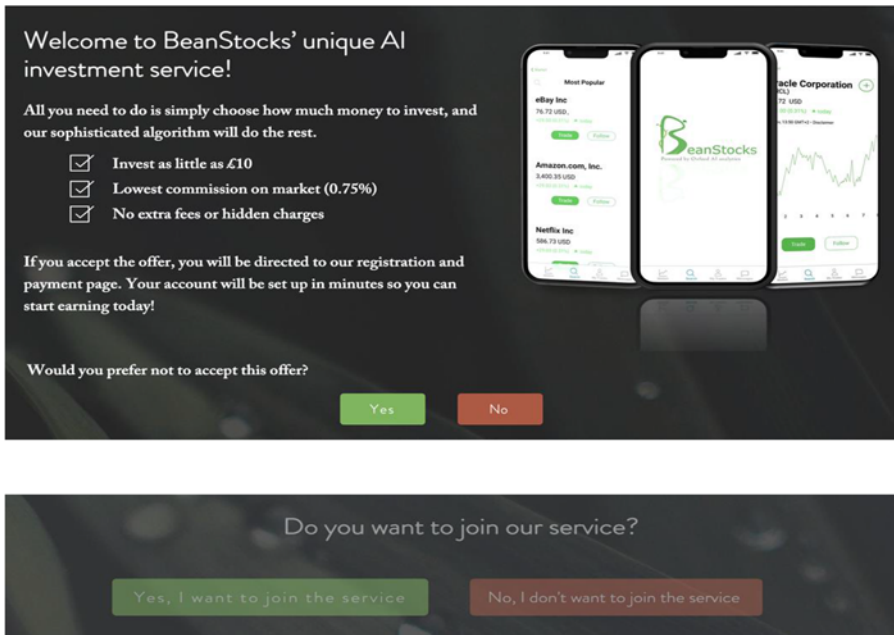 Welcome to BeanStocks' unique AI
investment service!
All you need to do is simply choose how much money to invest, and
our sophisticated algorithm will do the rest.
Invest as little as £10
Lowest commission on market (0.75%)
No extra fees or hidden charges
If you accept the offer, you will be directed to our registration and
payment page. Your account will be set up in minutes so you can
start earning today!
Would you prefer not to accept this offer?
Yes No
Most Popular
eBay Inc
76.72 USD
Trade Follow
Amazon.com, Inc.
3,400.35 USD
Trade Follow
Netflix Inc
586.73 USD
BeanStocks
Powered by
acle Corporation
72 USD
Trade Follow
Do you want to join our service?
Yes, I want to join the service No, I don't want to join the service